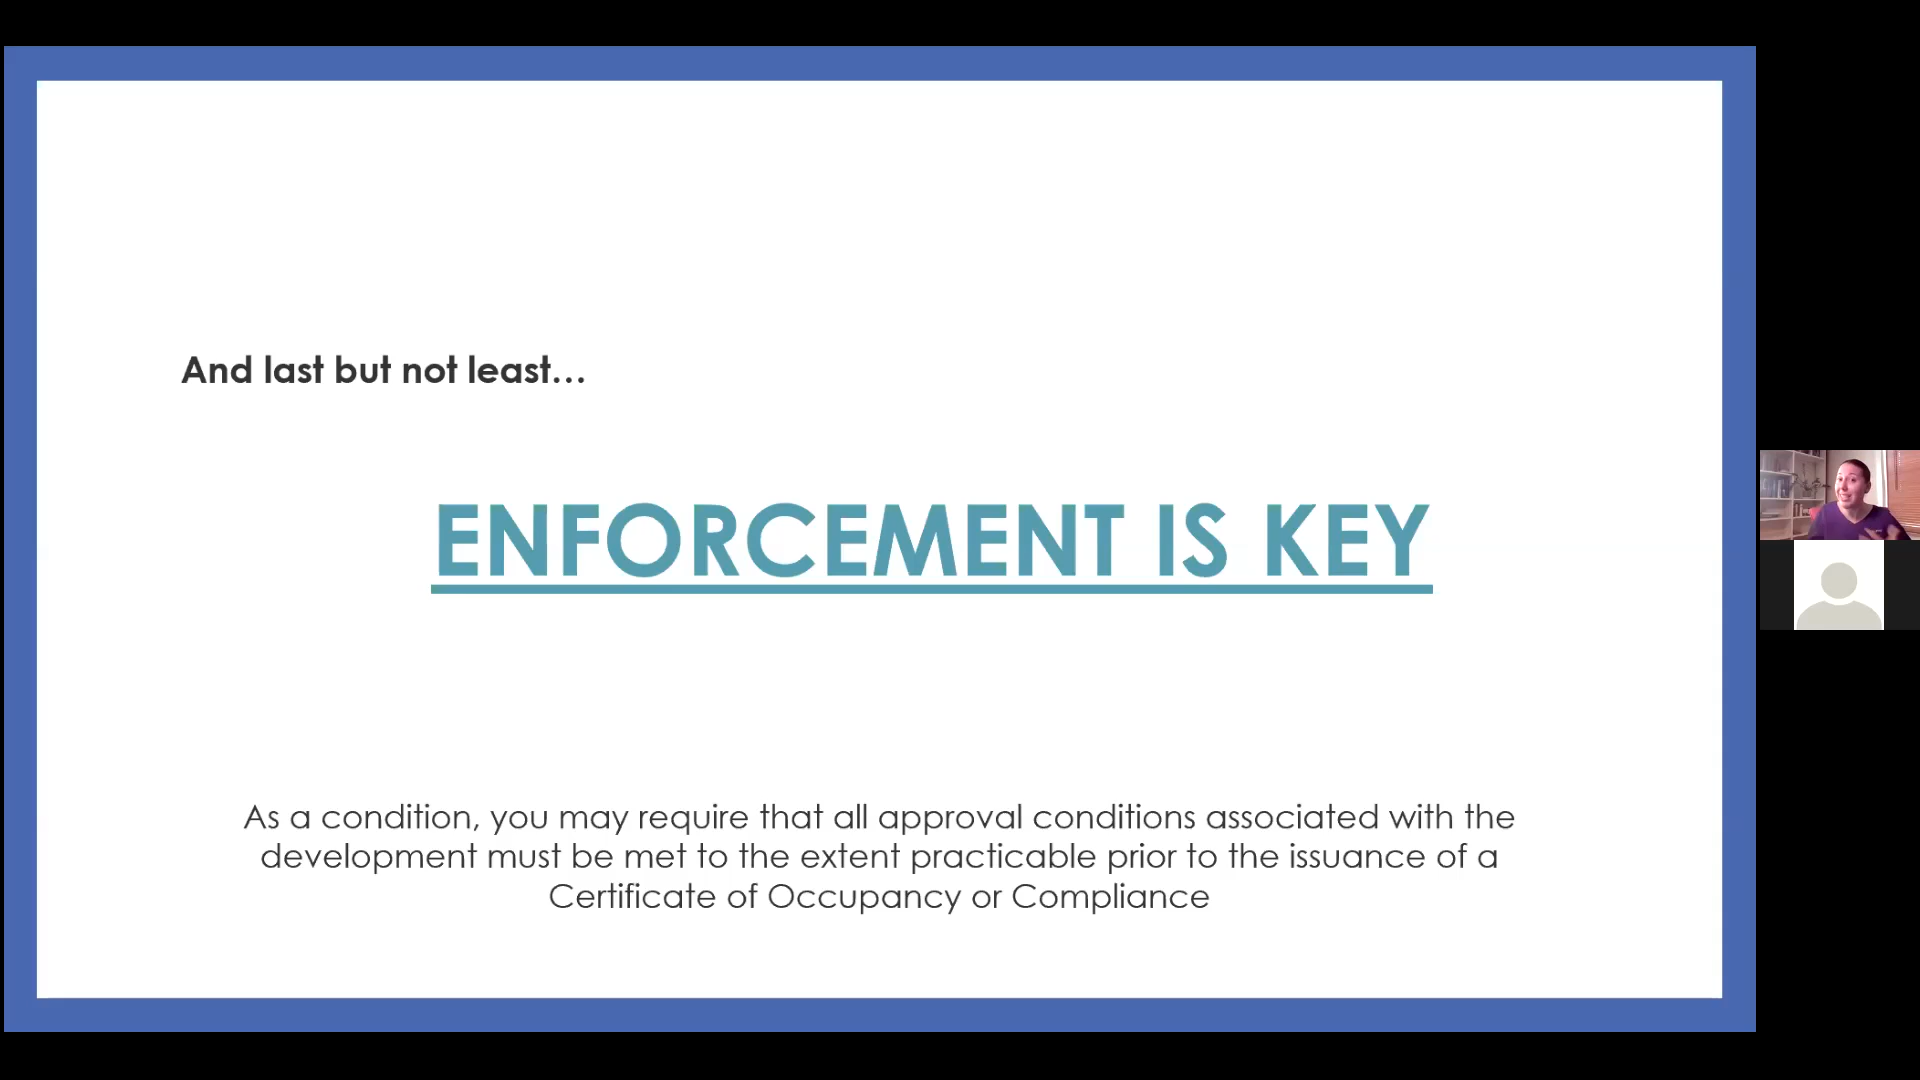 And last but not least...
ENFORCEMENT IS KEY
As a condition, you may require that all approval conditions associated with the
development must be met to the extent practicable prior to the issuance of a
Certificate of Occupancy or Compliance